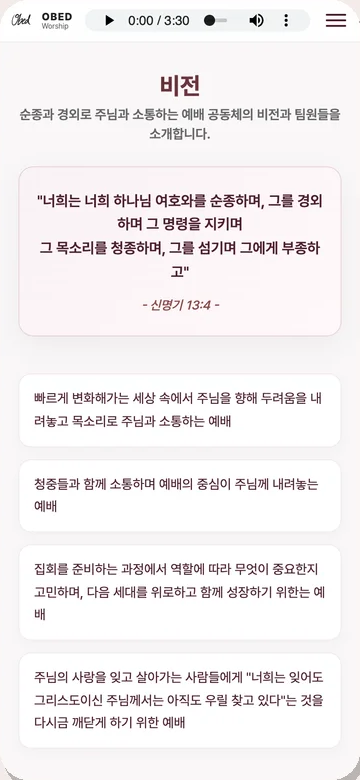 Obed
OBED
Worship
0:00 / 3:30
비전
순종과 경외로 주님과 소통하는 예배 공동체의 비전과 팀원들을
소개합니다.
"너희는 너희 하나님 여호와를 순종하며, 그를 경외
하며 그 명령을 지키며
그 목소리를 청종하며, 그를 섬기며 그에게 부종하
고"
- 신명기 13:4 -
빠르게 변화해가는 세상 속에서 주님을 향해 두려움을 내
려놓고 목소리로 주님과 소통하는 예배
청중들과 함께 소통하며 예배의 중심이 주님께 내려놓는
예배
집회를 준비하는 과정에서 역할에 따라 무엇이 중요한지
고민하며, 다음 세대를 위로하고 함께 성장하기 위한는 예
배
주님의 사랑을 잊고 살아가는 사람들에게 "너희는 잊어도
그리스도이신 주님께서는 아직도 우릴 찾고 있다"는 것을
다시금 깨닫게 하기 위한 예배